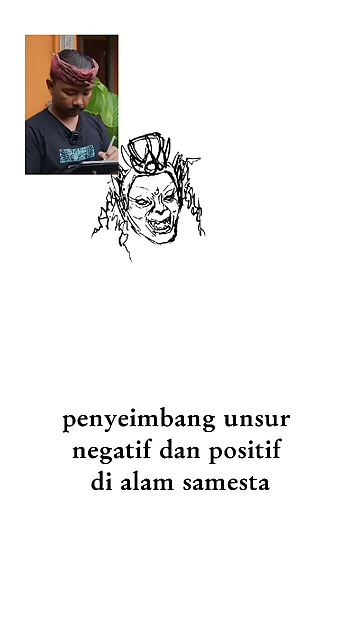 penyeimbang unsur
negatif dan positif
di alam samesta